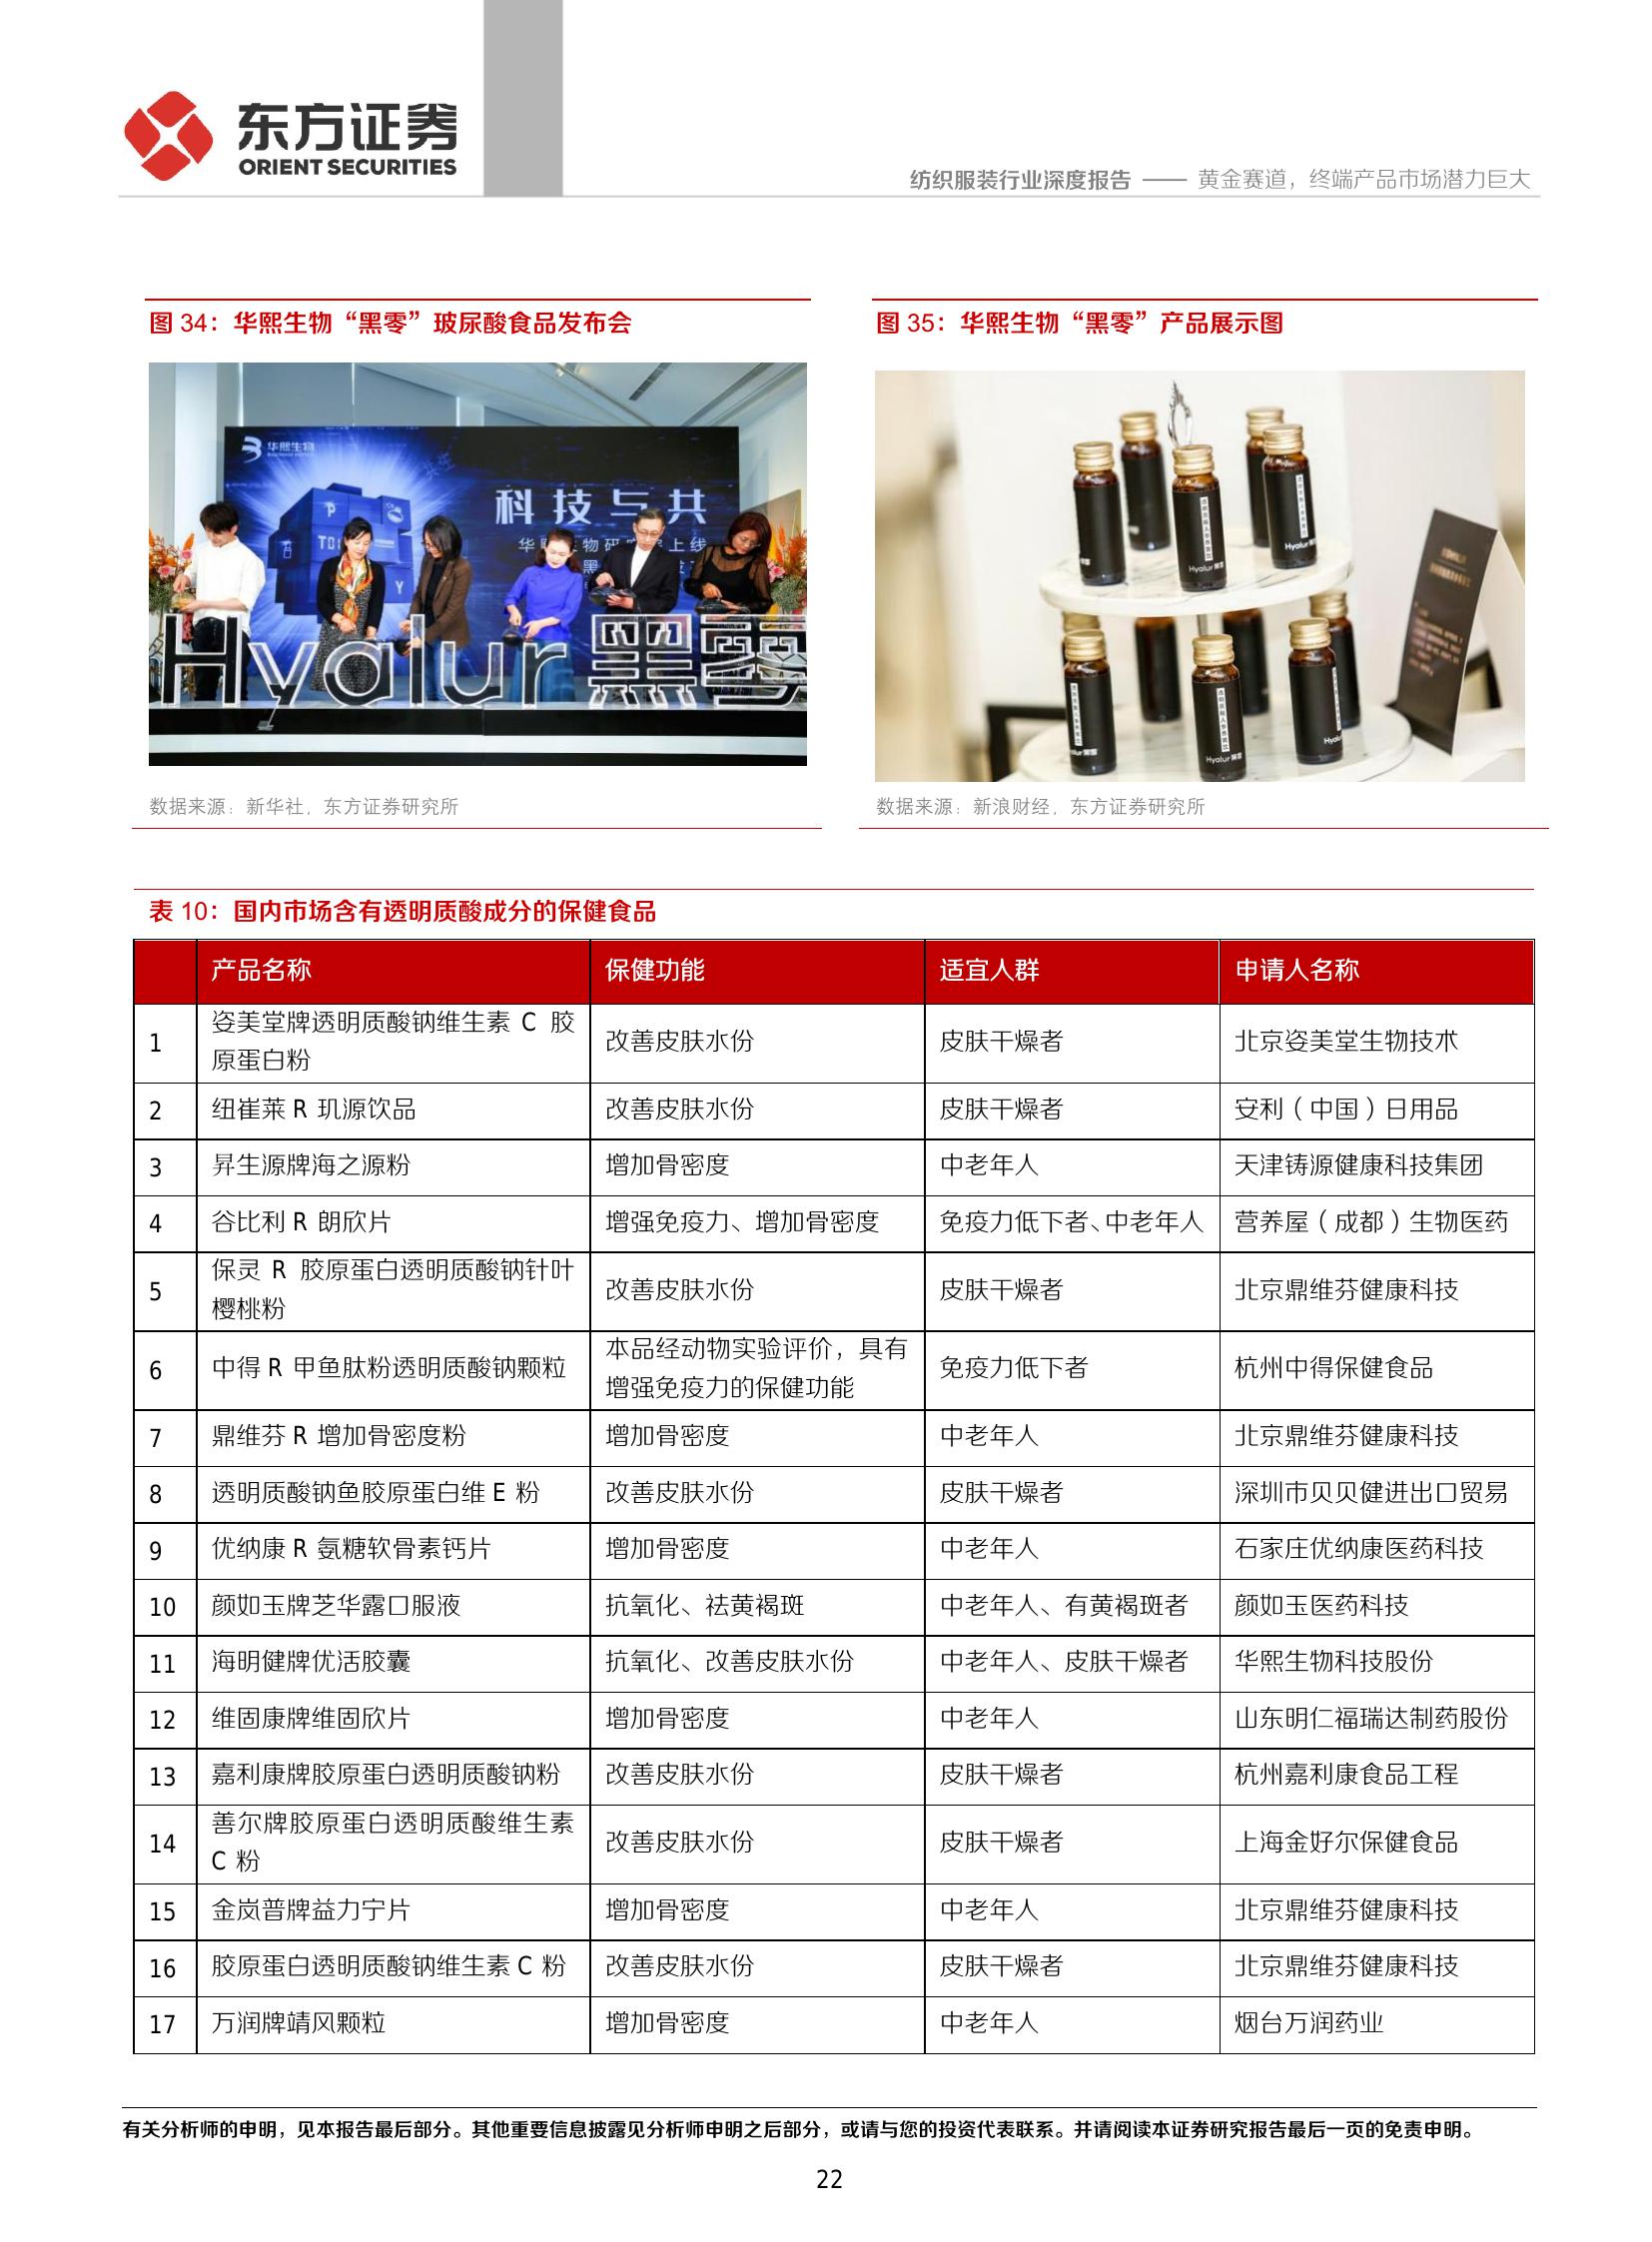 东方证券
ORIENT SECURITIES
纺织服装行业深度报告 —— 黄金赛道，终端产品市场潜力巨大
图 34：华熙生物“黑零”玻尿酸食品发布会
华熙生物
科技与共
Hyalur 黑零
数据来源：新华社，东方证券研究所
图 35：华熙生物“黑零”产品展示图
Hyalur 黑零
Hyalur 黑零
数据来源：新浪财经，东方证券研究所
表 10：国内市场含有透明质酸成分的保健食品
产品名称 保健功能 适宜人群 申请人名称
1 姿美堂牌透明质酸钠维生素 C 胶原蛋白粉 改善皮肤水份 皮肤干燥者 北京姿美堂生物技术
2 纽崔莱 R 玑源饮品 改善皮肤水份 皮肤干燥者 安利（中国）日用品
3 昇生源牌海之源粉 增加骨密度 中老年人 天津铸源健康科技集团
4 谷比利 R 朗欣片 增强免疫力、增加骨密度 免疫力低下者、中老年人 营养屋（成都）生物医药
5 保灵 R 胶原蛋白透明质酸钠针叶樱桃粉 改善皮肤水份 皮肤干燥者 北京鼎维芬健康科技
6 中得 R 甲鱼肽粉透明质酸钠颗粒 本品经动物实验评价，具有增强免疫力的保健功能 免疫力低下者 杭州中得保健食品
7 鼎维芬 R 增加骨密度粉 增加骨密度 中老年人 北京鼎维芬健康科技
8 透明质酸钠鱼胶原蛋白维 E 粉 改善皮肤水份 皮肤干燥者 深圳市贝贝健进出口贸易
9 优纳康 R 氨糖软骨素钙片 增加骨密度 中老年人 石家庄优纳康医药科技
10 颜如玉牌芝华露口服液 抗氧化、祛黄褐斑 中老年人、有黄褐斑者 颜如玉医药科技
11 海明健牌优活胶囊 抗氧化、改善皮肤水份 中老年人、皮肤干燥者 华熙生物科技股份
12 维固康牌维固欣片 增加骨密度 中老年人 山东明仁福瑞达制药股份
13 嘉利康牌胶原蛋白透明质酸钠粉 改善皮肤水份 皮肤干燥者 杭州嘉利康食品工程
14 善尔牌胶原蛋白透明质酸维生素 C 粉 改善皮肤水份 皮肤干燥者 上海金好尔保健食品
15 金岚普牌益力宁片 增加骨密度 中老年人 北京鼎维芬健康科技
16 胶原蛋白透明质酸钠维生素 C 粉 改善皮肤水份 皮肤干燥者 北京鼎维芬健康科技
17 万润牌靖风颗粒 增加骨密度 中老年人 烟台万润药业
有关分析师的申明，见本报告最后部分。其他重要信息披露见分析师申明之后部分，或请与您的投资代表联系。并请阅读本证券研究报告最后一页的免责申明。
22